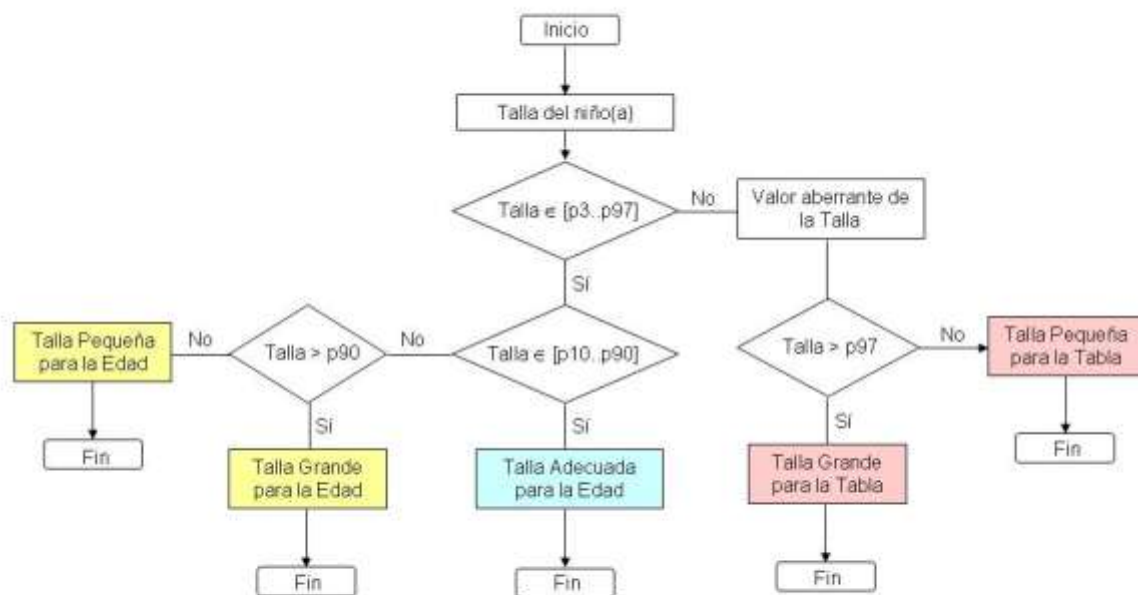 Inicio
Talla del niño(a)
Talla ∈ [p3..p97]
No
Valor aberrante de
la Talla
Sí
Talla Pequeña
para la Edad
No
Talla > p90
No
Talla ∈ [p10..p90]
Talla > p97
No
Talla Pequeña
para la Tabla
Sí
Sí
Sí
Fin
Talla Grande
para la Edad
Talla Adecuada
para la Edad
Talla Grande
para la Tabla
Fin
Fin
Fin
Fin